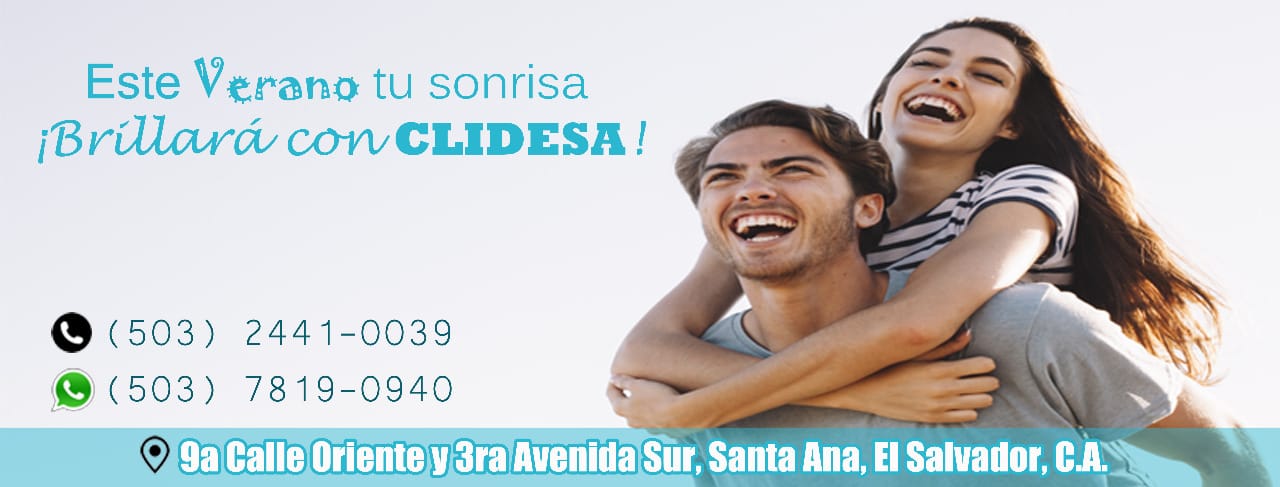 Este Verano tu sonrisa
¡Brillará con CLIDESA!
(503) 2441-0039
(503) 7819-0940
9a Calle Oriente y 3ra Avenida Sur, Santa Ana, El Salvador, C.A.